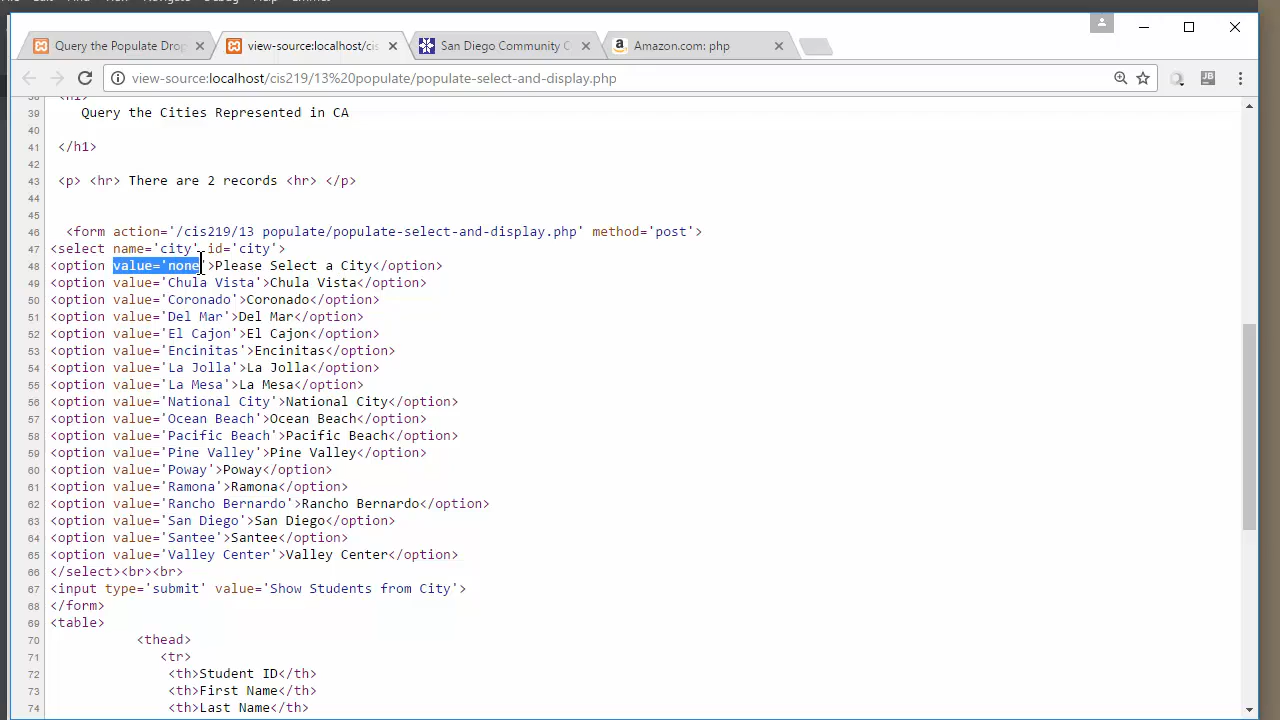 Query the Populate Drop
view-source:localhost/cis
San Diego Community C
Amazon.com: php
view-source:localhost/cis219/13%20populate/populate-select-and-display.php
JB
39 Query the Cities Represented in CA
40
41 </h1>
42
43 <p> <hr> There are 2 records <hr> </p>
44
45
46 <form action='/cis219/13 populate/populate-select-and-display.php' method='post'>
47 <select name='city' id='city'>
48 <option value='none'>Please Select a City</option>
49 <option value='Chula Vista'>Chula Vista</option>
50 <option value='Coronado'>Coronado</option>
51 <option value='Del Mar'>Del Mar</option>
52 <option value='El Cajon'>El Cajon</option>
53 <option value='Encinitas'>Encinitas</option>
54 <option value='La Jolla'>La Jolla</option>
55 <option value='La Mesa'>La Mesa</option>
56 <option value='National City'>National City</option>
57 <option value='Ocean Beach'>Ocean Beach</option>
58 <option value='Pacific Beach'>Pacific Beach</option>
59 <option value='Pine Valley'>Pine Valley</option>
60 <option value='Poway'>Poway</option>
61 <option value='Ramona'>Ramona</option>
62 <option value='Rancho Bernardo'>Rancho Bernardo</option>
63 <option value='San Diego'>San Diego</option>
64 <option value='Santee'>Santee</option>
65 <option value='Valley Center'>Valley Center</option>
66 </select><br><br>
67 <input type='submit' value='Show Students from City'>
68 </form>
69 <table>
70 <thead>
71 <tr>
72 <th>Student ID</th>
73 <th>First Name</th>
74 <th>Last Name</th>